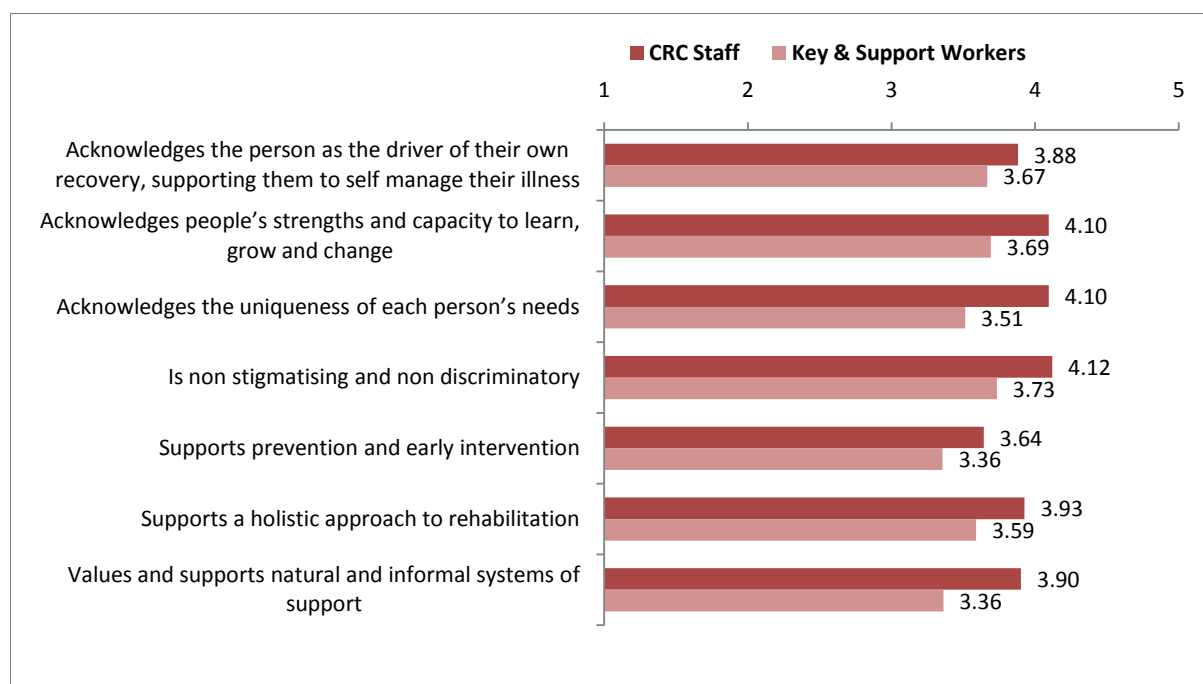 CRC Staff Key & Support Workers
1 2 3 4 5
Acknowledges the person as the driver of their own
recovery, supporting them to self manage their illness
3.88
3.67
Acknowledges people’s strengths and capacity to learn,
grow and change
4.10
3.69
Acknowledges the uniqueness of each person’s needs
4.10
3.51
Is non stigmatising and non discriminatory
4.12
3.73
Supports prevention and early intervention
3.64
3.36
Supports a holistic approach to rehabilitation
3.93
3.59
Values and supports natural and informal systems of
support
3.90
3.36